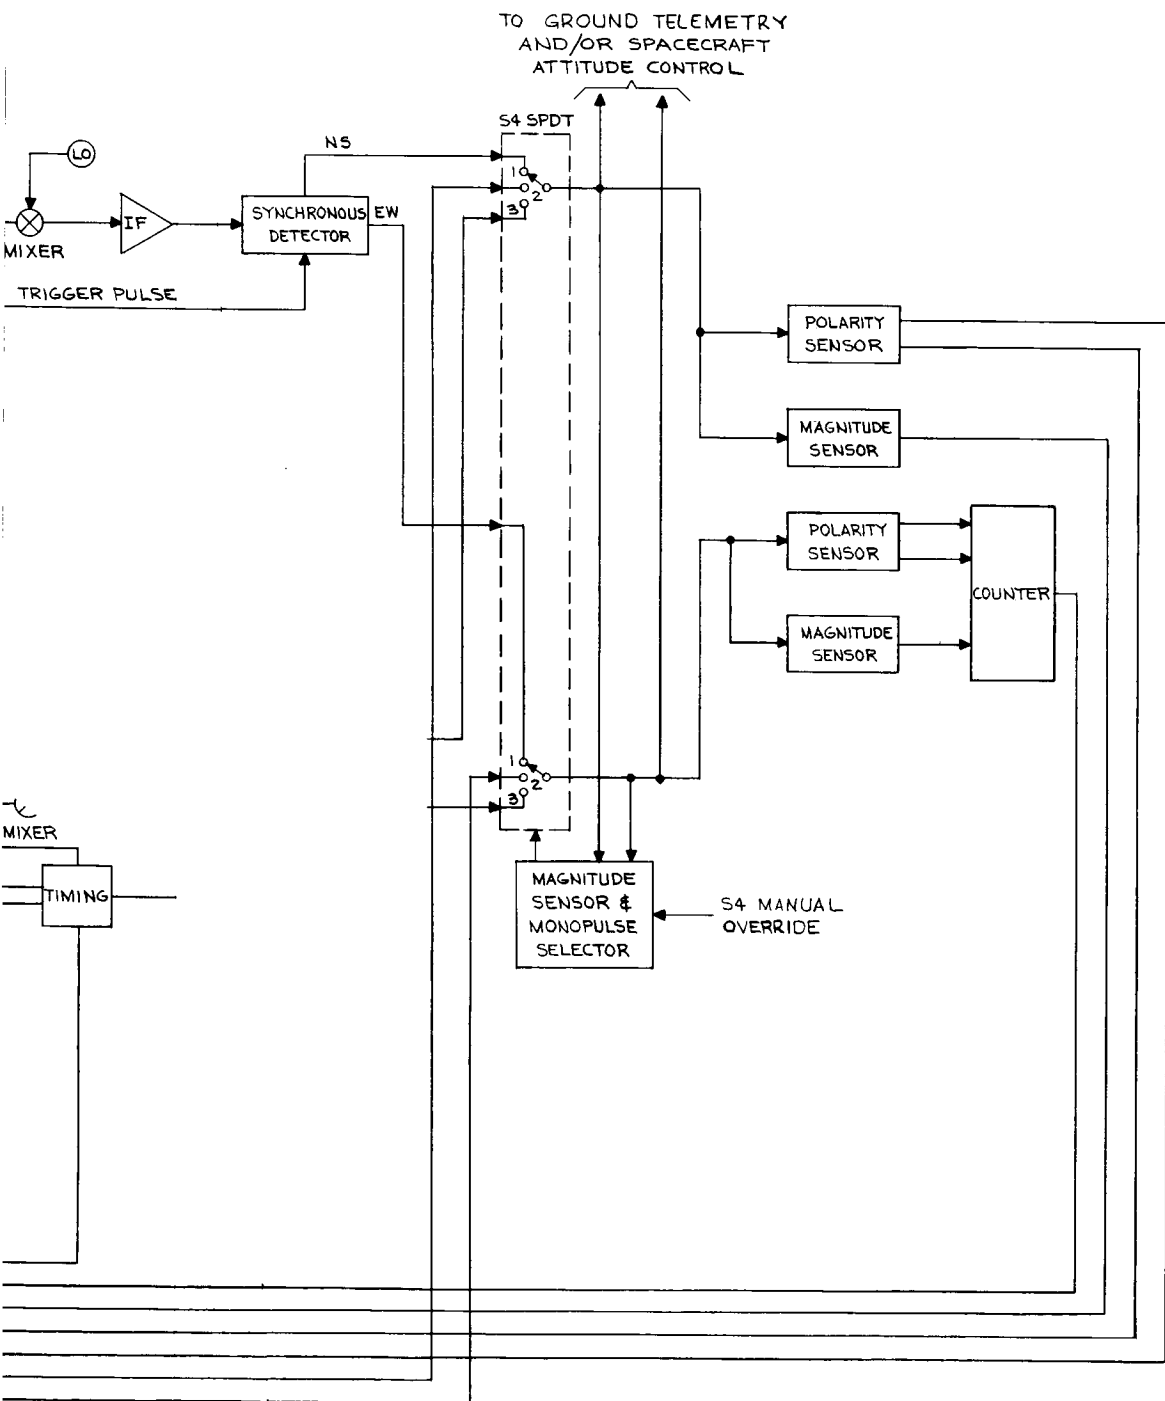 TO GROUND TELEMETRY
AND/OR SPACECRAFT
ATTITUDE CONTROL
S4 SPDT
NS
LO
1
2
3
IF
SYNCHRONOUS
DETECTOR
EW
MIXER
TRIGGER PULSE
POLARITY
SENSOR
MAGNITUDE
SENSOR
POLARITY
SENSOR
COUNTER
MAGNITUDE
SENSOR
1
2
3
MIXER
TIMING
MAGNITUDE
SENSOR &
MONOPULSE
SELECTOR
S4 MANUAL
OVERRIDE